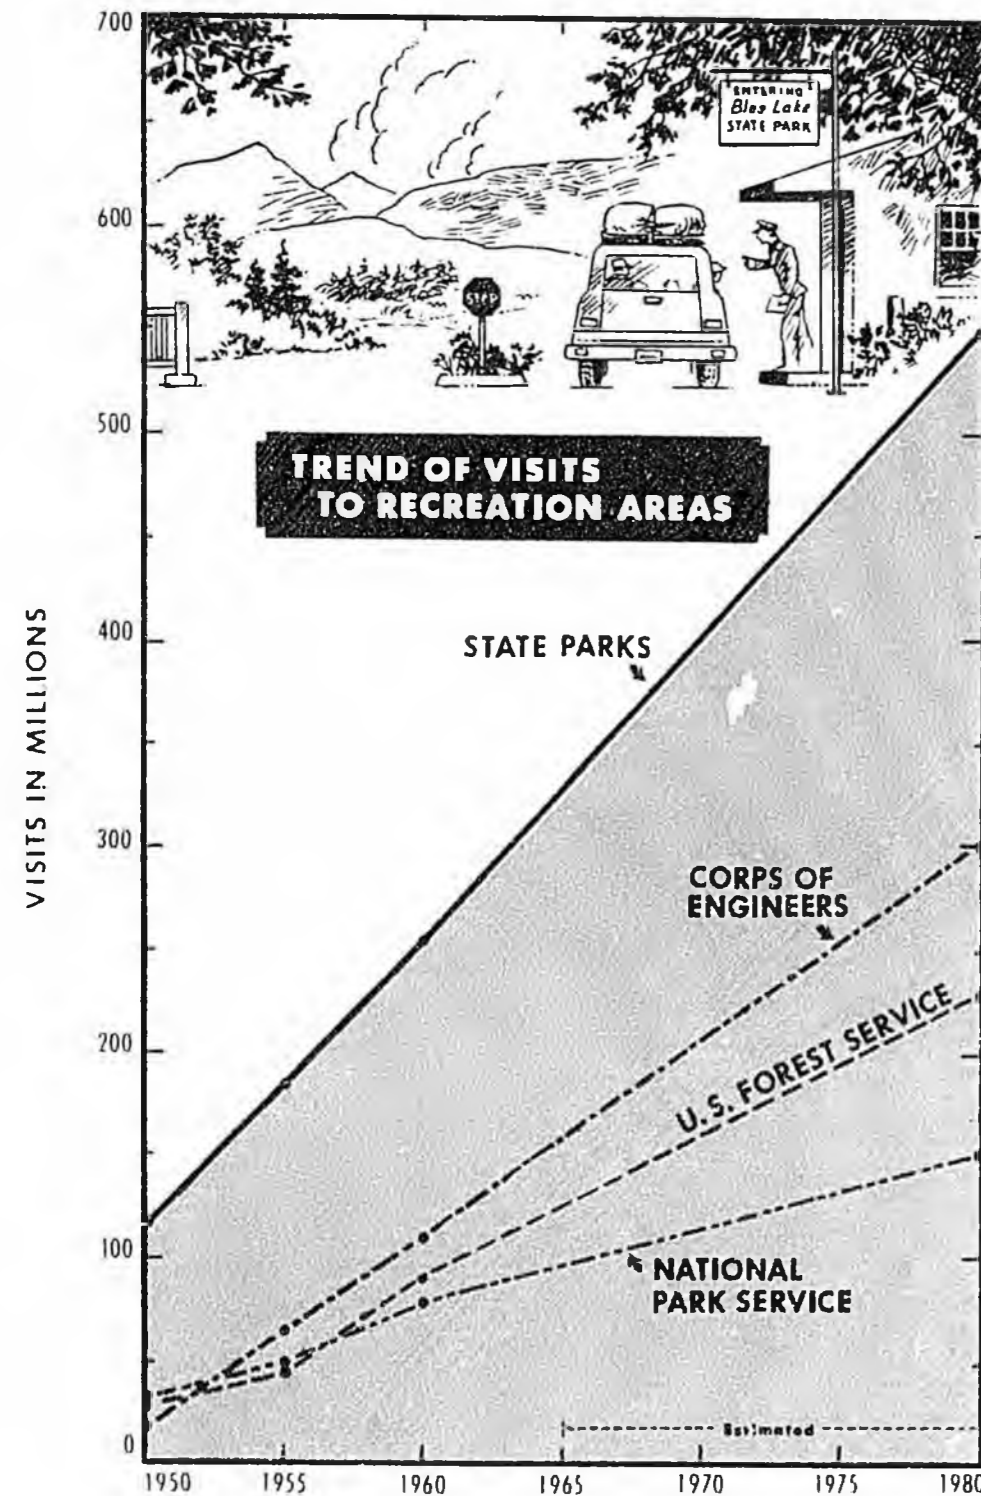 700
600
500
400
300
200
100
0
VISITS IN MILLIONS
ENTERING
Blue Lake
STATE PARK
STOP
TREND OF VISITS
TO RECREATION AREAS
STATE PARKS
CORPS OF
ENGINEERS
U.S. FOREST SERVICE
NATIONAL
PARK SERVICE
Estimated
1950 1955 1960 1965 1970 1975 1980